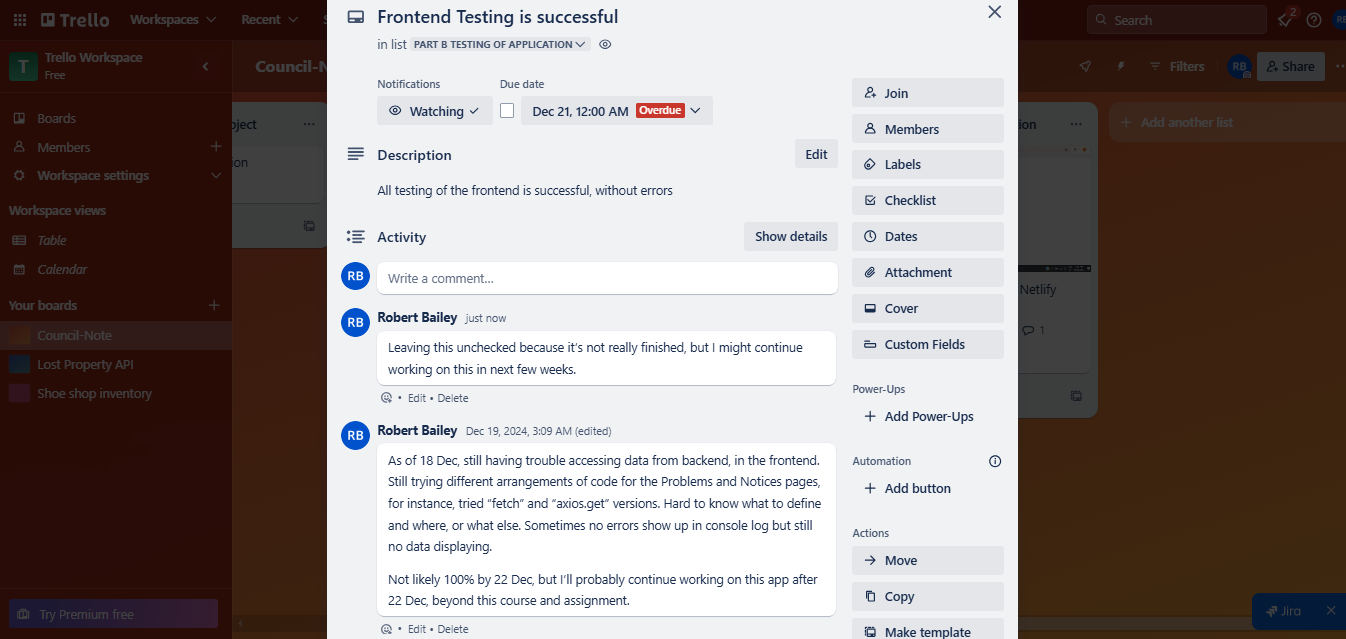 Trello
Workspaces
Recent
Search
2
Frontend Testing is successful
in list PART B TESTING OF APPLICATION
T
Trello Workspace
Free
Council-N
Filters
RB
Share
Boards
Members
Workspace settings
Workspace views
Table
Calendar
Your boards
Council-Note
Lost Property API
Shoe shop inventory
Try Premium free
Add another list
Netlify
1
Notifications
Due date
Watching
Dec 21, 12:00 AM Overdue
Description
Edit
All testing of the frontend is successful, without errors
Activity
Show details
RB
Write a comment...
RB
Robert Bailey just now
Leaving this unchecked because it's not really finished, but I might continue
working on this in next few weeks.
• Edit • Delete
RB
Robert Bailey Dec 19, 2024, 3:09 AM (edited)
As of 18 Dec, still having trouble accessing data from backend, in the frontend.
Still trying different arrangements of code for the Problems and Notices pages,
for instance, tried “fetch” and “axios.get” versions. Hard to know what to define
and where, or what else. Sometimes no errors show up in console log but still
no data displaying.
Not likely 100% by 22 Dec, but I'll probably continue working on this app after
22 Dec, beyond this course and assignment.
• Edit • Delete
Join
Members
Labels
Checklist
Dates
Attachment
Cover
Custom Fields
Power-Ups
Add Power-Ups
Automation
Add button
Actions
Move
Copy
Make template
Jira